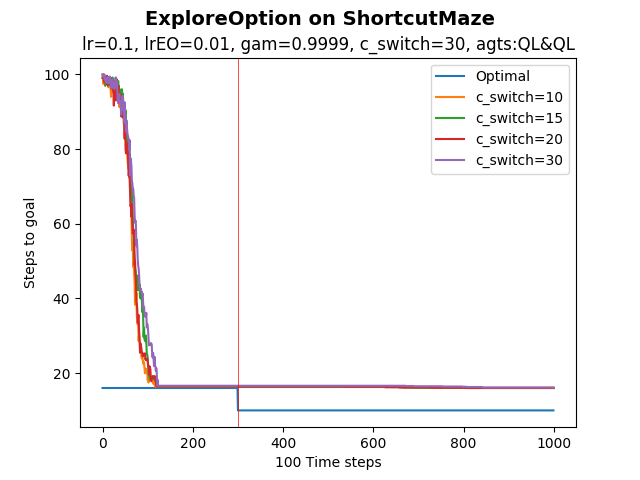 ExploreOption on ShortcutMaze
lr=0.1, lrEO=0.01, gam=0.9999, c_switch=30, agts:QL&QL
Steps to goal
100
80
60
40
20
Optimal
c_switch=10
c_switch=15
c_switch=20
c_switch=30
0
200
400
600
800
1000
100 Time steps